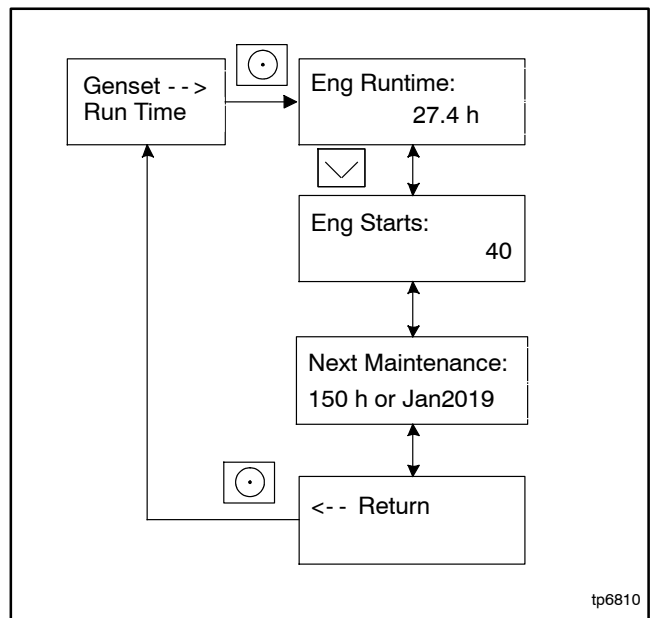 Genset - - >
Run Time
Eng Runtime:
27.4 h
Eng Starts:
40
Next Maintenance:
150 h or Jan2019
<- - Return
tp6810